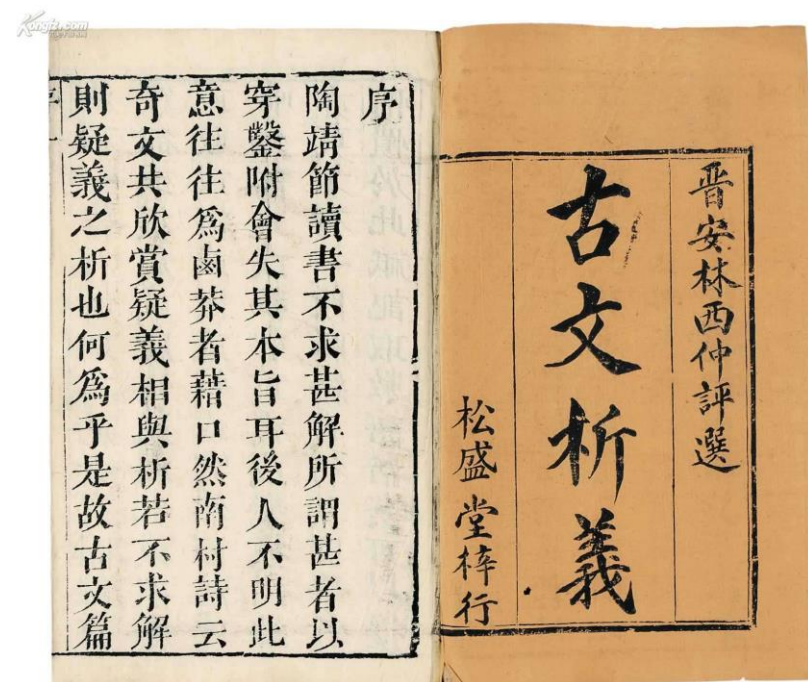 晋安林西仲評選
古文析義
松盛堂梓行
序
陶靖節讀書不求甚解所謂甚者以
穿鑿附會失其本旨耳後人不明此
意往往爲鹵莽者藉口然南村詩云
奇文共欣賞疑義相與析若不求解
則疑義之析也何爲乎是故古文篇
Kongfz.com